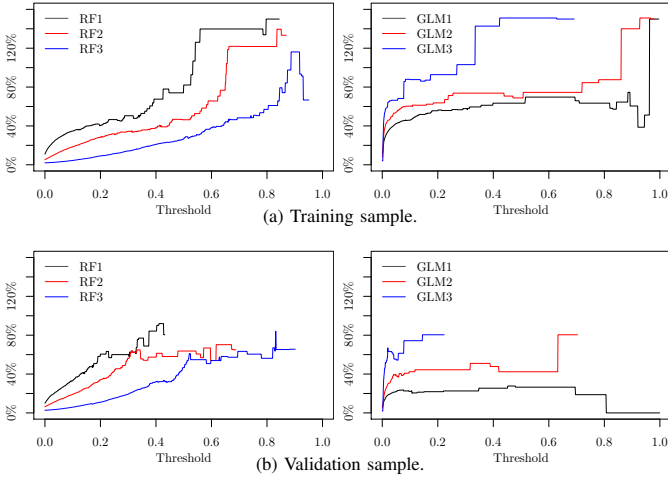 RF1
RF2
RF3
0% 40% 80% 120%
0.0 0.2 0.4 0.6 0.8 1.0
Threshold
GLM1
GLM2
GLM3
0% 40% 80% 120%
0.0 0.2 0.4 0.6 0.8 1.0
Threshold
(a) Training sample.
RF1
RF2
RF3
0% 40% 80% 120%
0.0 0.2 0.4 0.6 0.8 1.0
Threshold
GLM1
GLM2
GLM3
0% 40% 80% 120%
0.0 0.2 0.4 0.6 0.8 1.0
Threshold
(b) Validation sample.